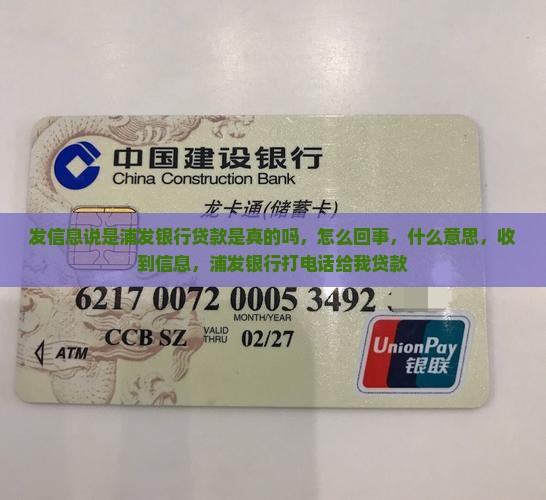 中国建设银行
China Construction Bank
龙卡通(储蓄卡)
发信息说是浦发银行贷款是真的吗，怎么回事，什么意思，收
到信息，浦发银行打电话给我贷款
6217 0072 0005 3492
MONTH/YEAR
CCB SZ VALID THRU 02/27
ATM
UnionPay
银联